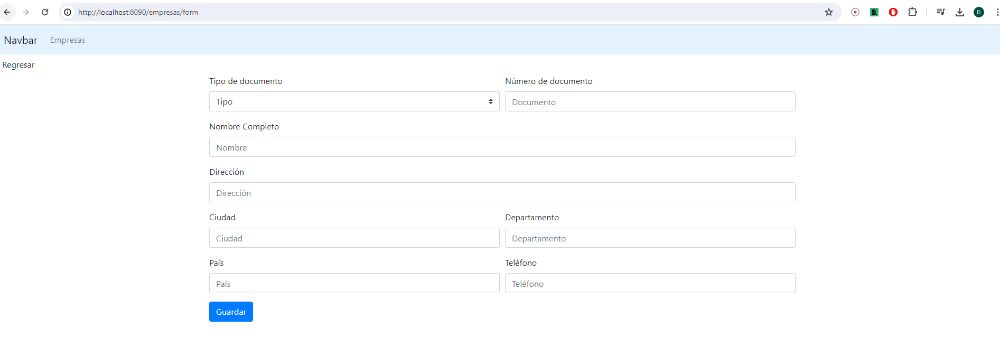 http://localhost:8090/empresas/form
D
Navbar Empresas
Regresar
Tipo de documento Número de documento
Tipo Documento
Nombre Completo
Nombre
Dirección
Dirección
Ciudad Departamento
Ciudad Departamento
País Teléfono
País Teléfono
Guardar